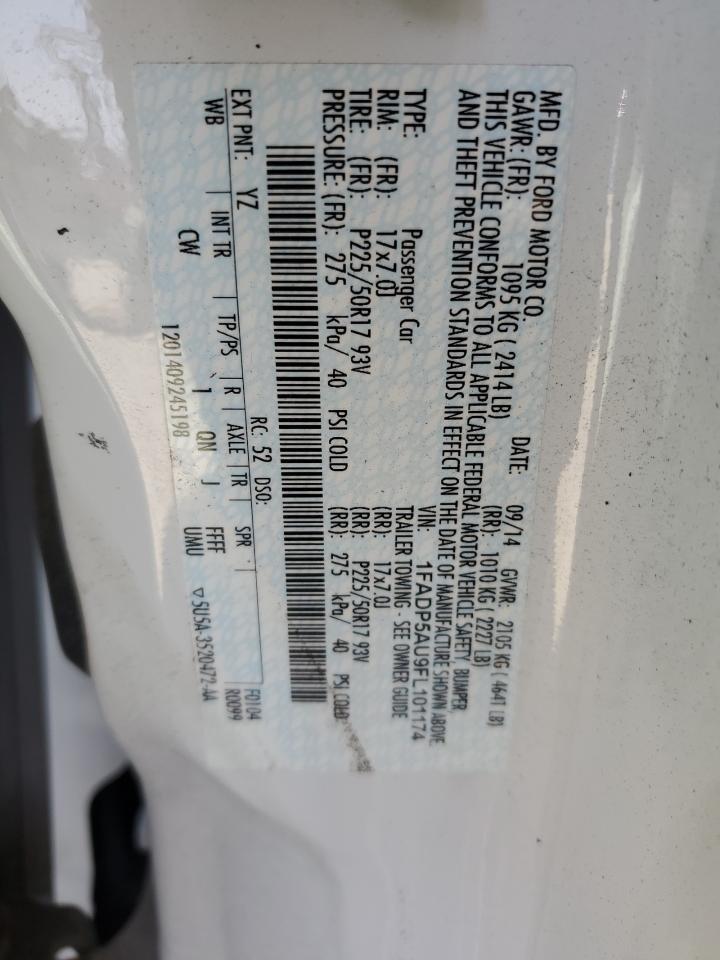 MFD. BY FORD MOTOR CO.
DATE: 09/14 GVWR: 2105 KG ( 4641 LB)
GAWR: (FR): 1095 KG ( 2414 LB) (RR): 1010 KG ( 2227 LB)
THIS VEHICLE CONFORMS TO ALL APPLICABLE FEDERAL MOTOR VEHICLE SAFETY, BUMPER,
AND THEFT PREVENTION STANDARDS IN EFFECT ON THE DATE OF MANUFACTURE SHOWN ABOVE.
VIN: 1FADP5AU9FL101174
TYPE: Passenger Car TRAILER TOWING - SEE OWNER GUIDE
RIM: (FR): 17x7.0J (RR): 17x7.0J
TIRE: (FR): P225/50R17 93V (RR): P225/50R17 93V
PRESSURE: (FR): 275 kPa/ 40 PSI COLD (RR): 275 kPa/ 40 PSI COLD
EXT PNT: YZ RC: 52 DSO: F0104
WB | INT TR | TP/PS | R | AXLE | TR | SPR R0099
CW 1 QN J FFFF
1201409245198 UMU ▽5U5A-3520472-AA